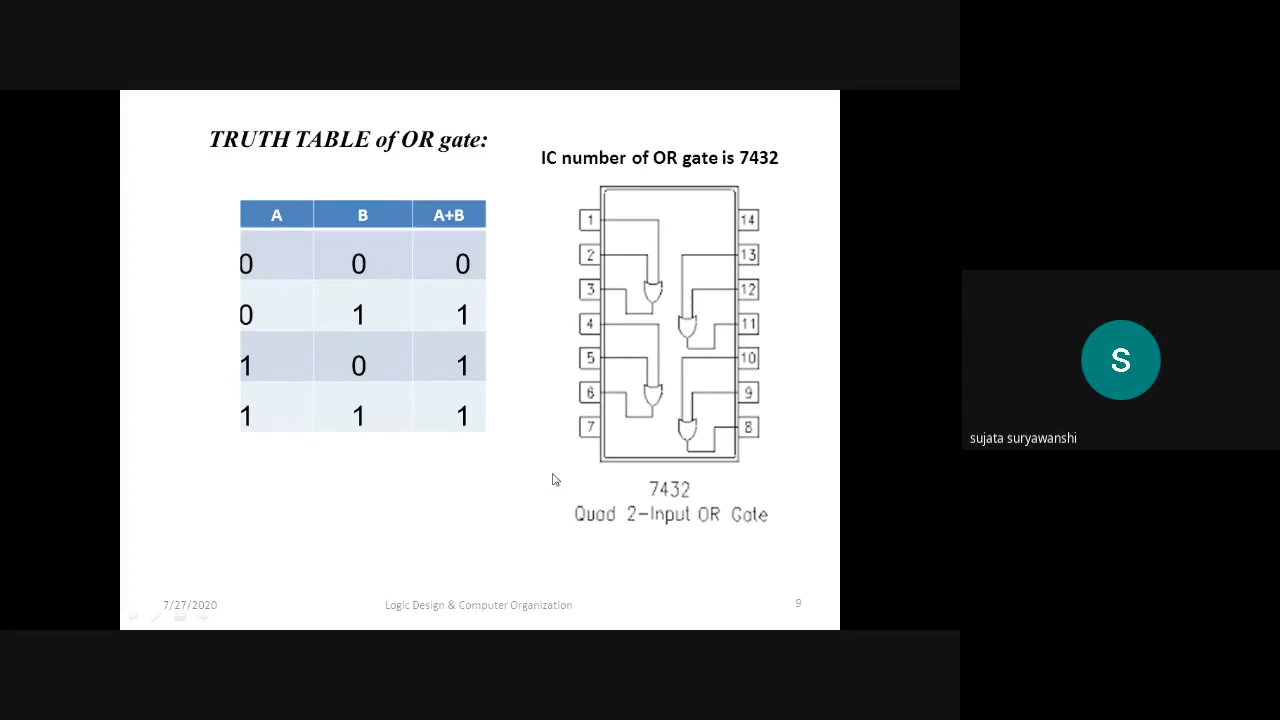 TRUTH TABLE of OR gate:
IC number of OR gate is 7432
A B A+B
0 0 0
0 1 1
1 0 1
1 1 1
1 14
2 13
3 12
4 11
5 10
6 9
7 8
7432
Quad 2-Input OR Gate
7/27/2020 Logic Design & Computer Organization 9
S
sujata suryawanshi